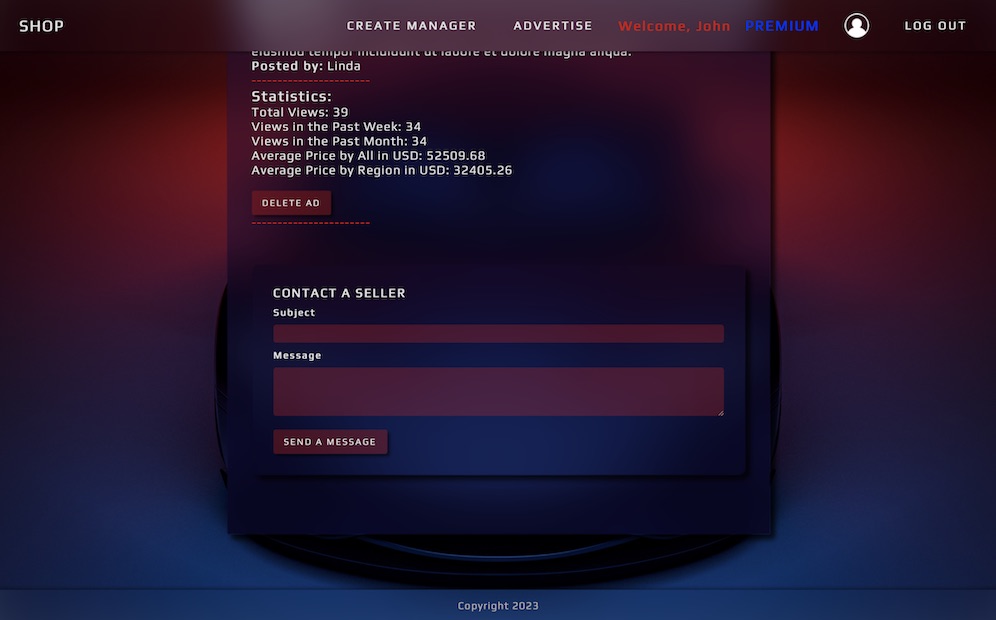 SHOP
CREATE MANAGER
ADVERTISE
Welcome, John
PREMIUM
LOG OUT
eiusmod tempor incididunt ut labore et dolore magna aliqua.
Posted by: Linda
Statistics:
Total Views: 39
Views in the Past Week: 34
Views in the Past Month: 34
Average Price by All in USD: 52509.68
Average Price by Region in USD: 32405.26
DELETE AD
CONTACT A SELLER
Subject
Message
SEND A MESSAGE
Copyright 2023